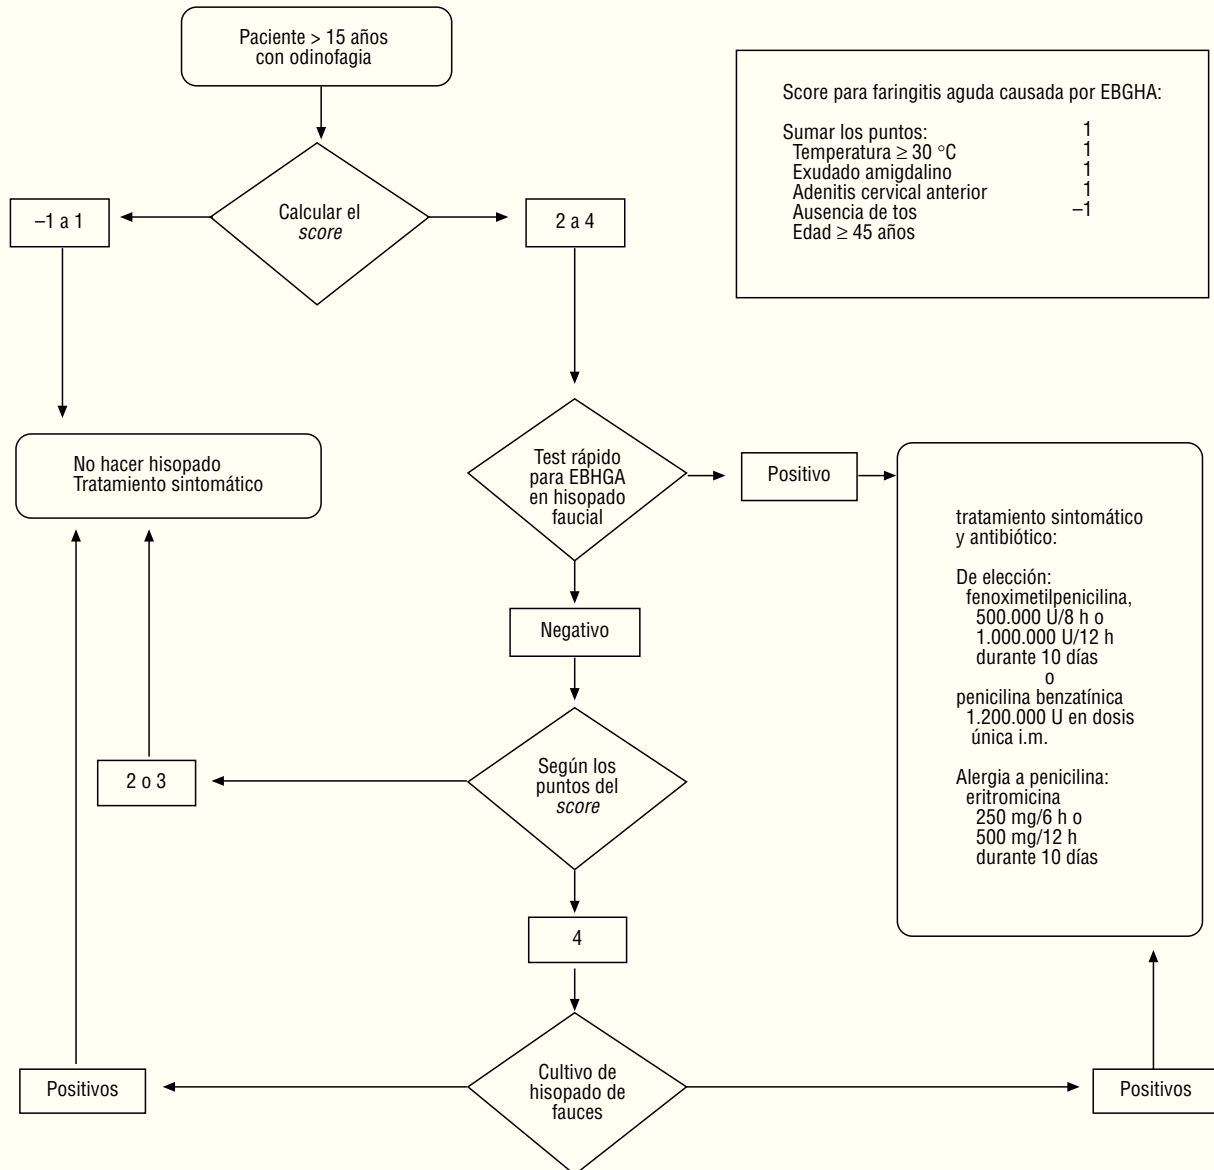 Paciente > 15 años
con odinofagia
Score para faringitis aguda causada por EBGHA:
Sumar los puntos: 1
Temperatura ≥ 30 °C 1
Exudado amigdalino 1
Adenitis cervical anterior 1
Ausencia de tos –1
Edad ≥ 45 años
–1 a 1
Calcular el
score
2 a 4
No hacer hisopado
Tratamiento sintomático
Test rápido
para EBHGA
en hisopado
faucial
Positivo
tratamiento sintomático
y antibiótico:
De elección:
fenoximetilpenicilina,
500.000 U/8 h o
1.000.000 U/12 h
durante 10 días
o
penicilina benzatínica
1.200.000 U en dosis
única i.m.
Alergia a penicilina:
eritromicina
250 mg/6 h o
500 mg/12 h
durante 10 días
Negativo
2 o 3
Según los
puntos del
score
4
Positivos
Cultivo de
hisopado de
fauces
Positivos